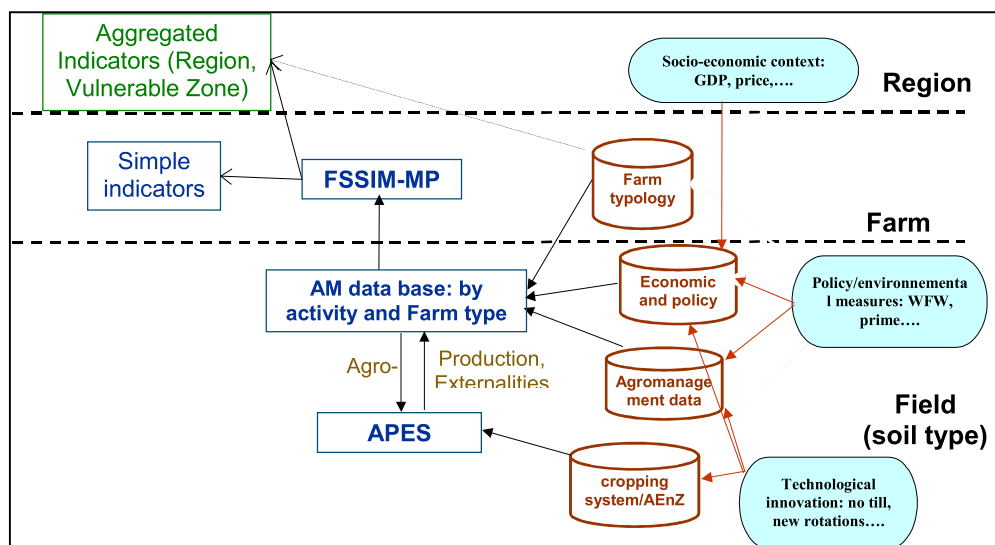 Aggregated
Indicators (Region,
Vulnerable Zone)
Socio-economic context:
GDP, price,....
Region
Simple
indicators
FSSIM-MP
Farm
typology
Farm
AM data base: by
activity and Farm type
Economic
and policy
Policy/environnementa
l measures: WFW,
prime....
Agro-
Production,
Externalities
Agromanage
ment data
Field
(soil type)
APES
cropping
system/AEnZ
Technological
innovation: no till,
new rotations....